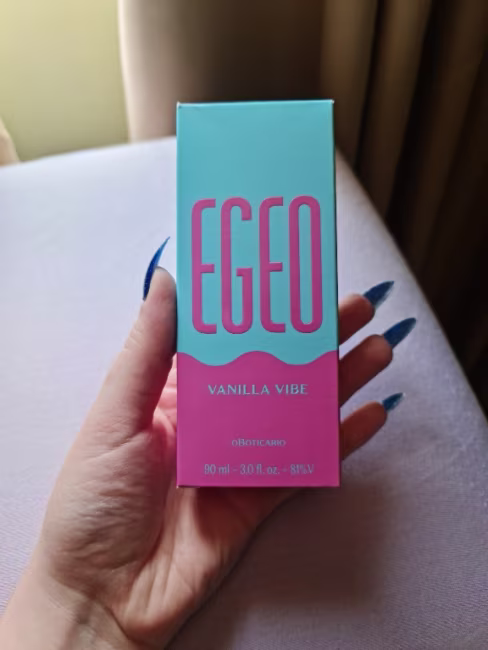 EGEO
VANILLA VIBE
oBOTICÁRIO
90 ml - 3.0 fl. oz. - 81%V